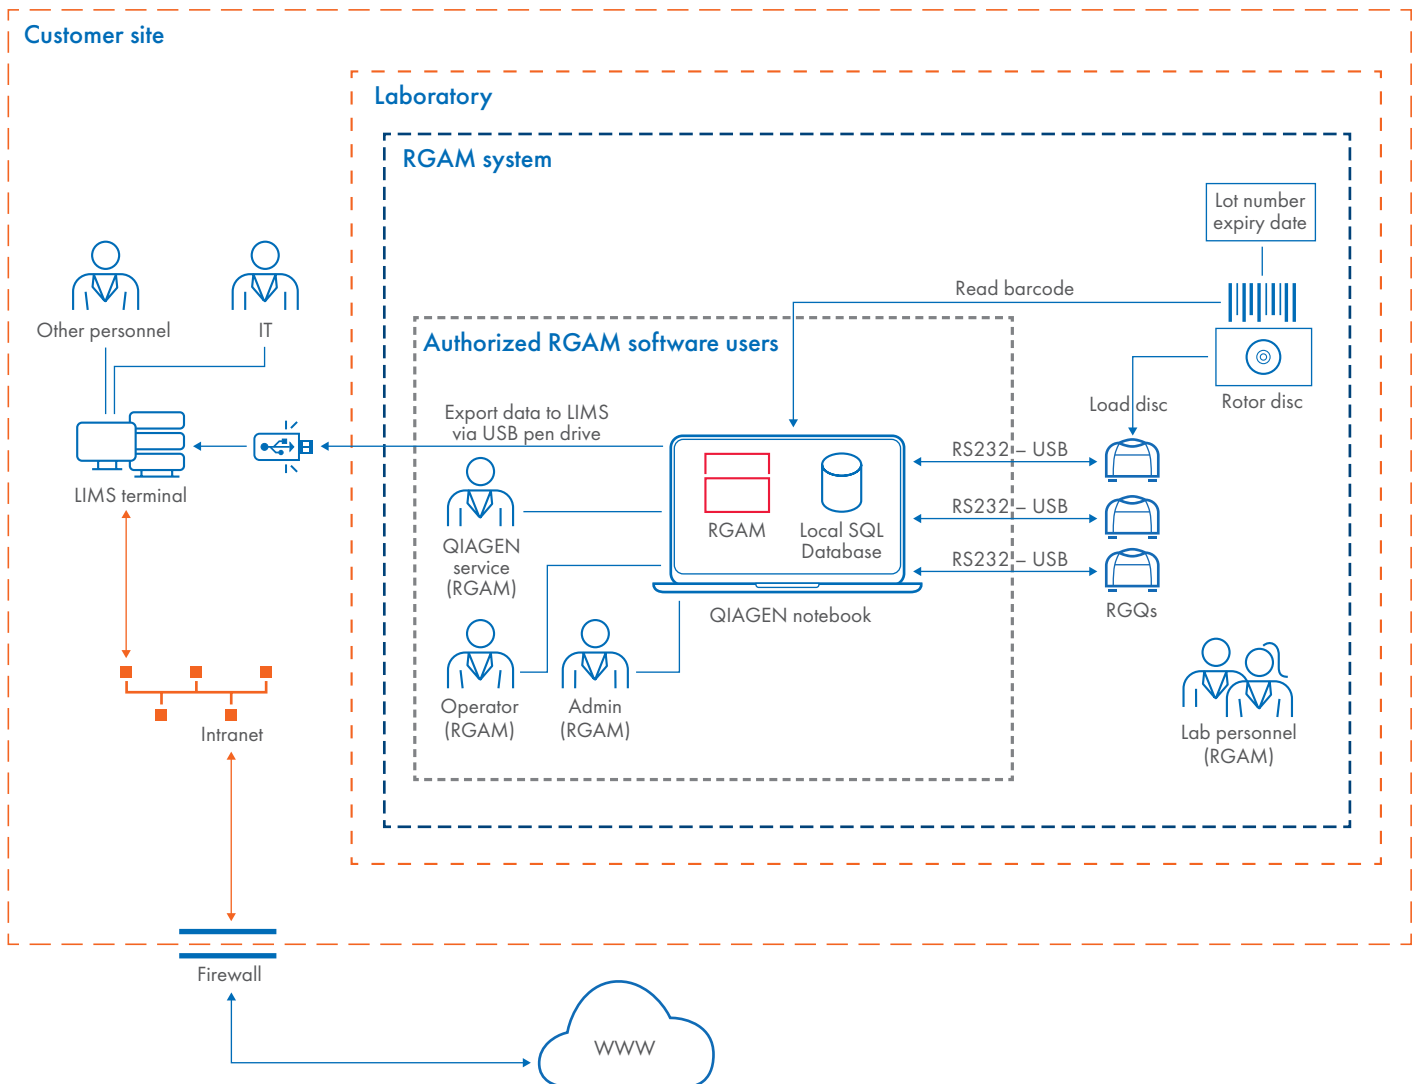 Customer site
Laboratory
RGAM system
Lot number
expiry date
Read barcode
Other personnel
IT
Authorized RGAM software users
Rotor disc
Load disc
Export data to LIMS
via USB pen drive
LIMS terminal
RS232 – USB
RS232 – USB
RS232 – USB
RGAM
Local SQL
Database
QIAGEN
service
(RGAM)
QIAGEN notebook
RGQs
Operator
(RGAM)
Admin
(RGAM)
Lab personnel
(RGAM)
Intranet
Firewall
WWW